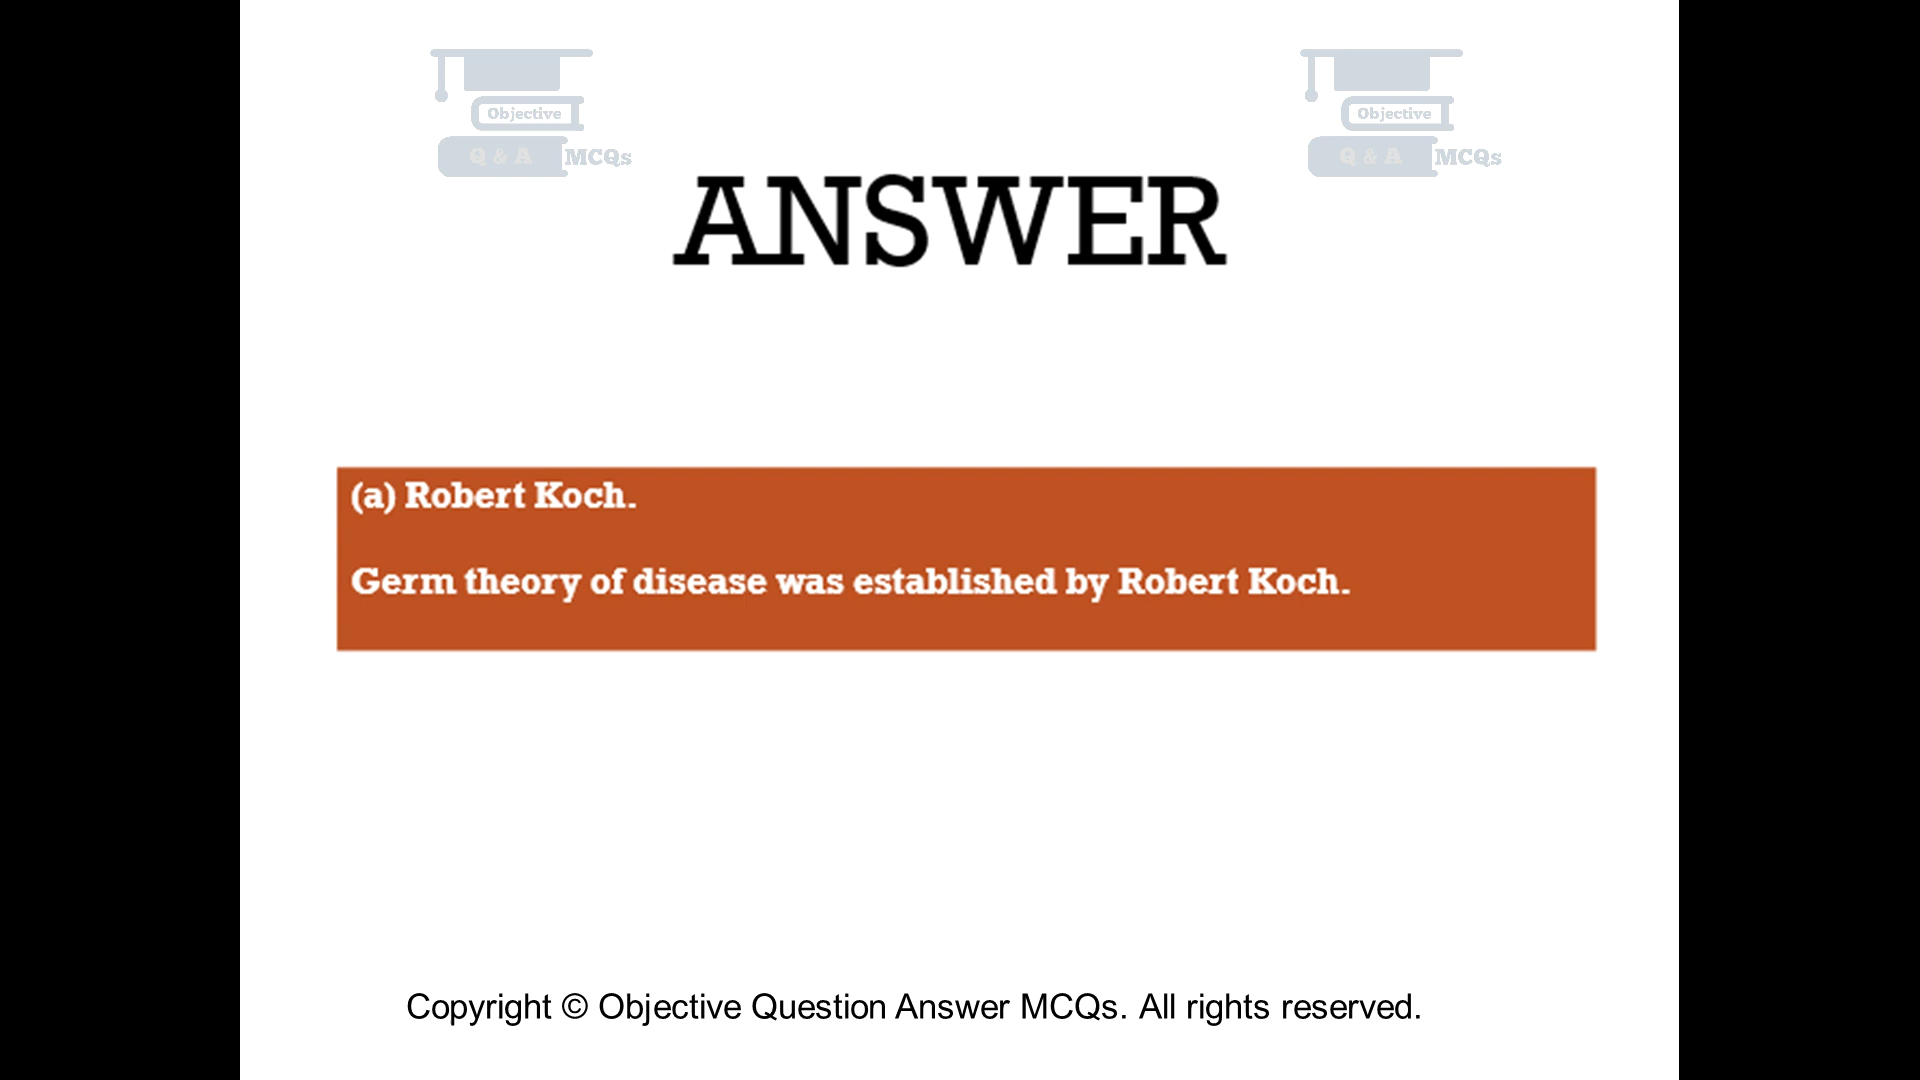 Objective
Q & A MCQs
Objective
Q & A MCQs
ANSWER
(a) Robert Koch.
Germ theory of disease was established by Robert Koch.
Copyright © Objective Question Answer MCQs. All rights reserved.